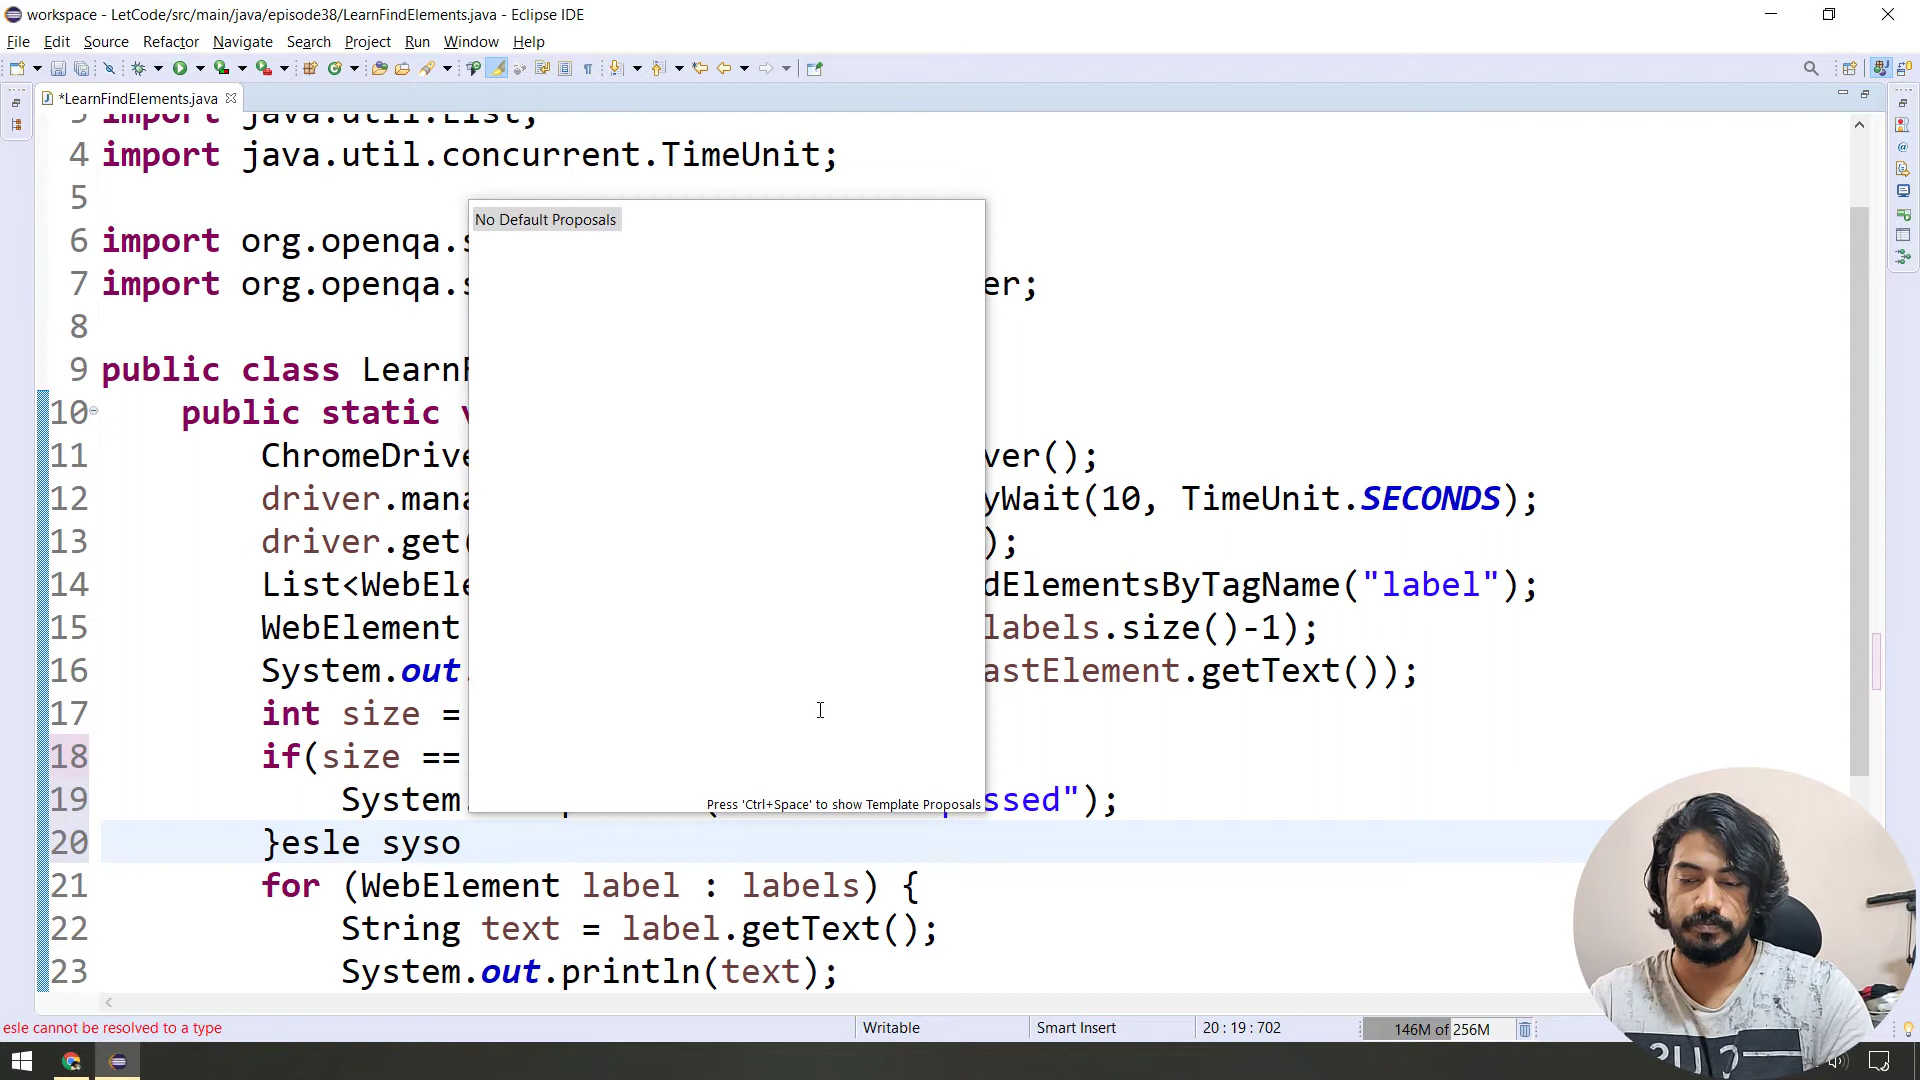 workspace - LetCode/src/main/java/episode38/LearnFindElements.java - Eclipse IDE
File Edit Source Refactor Navigate Search Project Run Window Help
*LearnFindElements.java
3 import java.util.List;
4 import java.util.concurrent.TimeUnit;
5
6 import org.openqa.s
7 import org.openqa.s er;
8
9 public class LearnF
10 public static v
11 ChromeDrive ver();
12 driver.mana yWait(10, TimeUnit.SECONDS);
13 driver.get( );
14 List<WebEle dElementsByTagName("label");
15 WebElement labels.size()-1);
16 System.out. astElement.getText());
17 int size =
18 if(size ==
19 System. ssed");
20 }esle syso
21 for (WebElement label : labels) {
22 String text = label.getText();
23 System.out.println(text);
No Default Proposals
Press 'Ctrl+Space' to show Template Proposals
esle cannot be resolved to a type
Writable
Smart Insert
20 : 19 : 702
146M of 256M